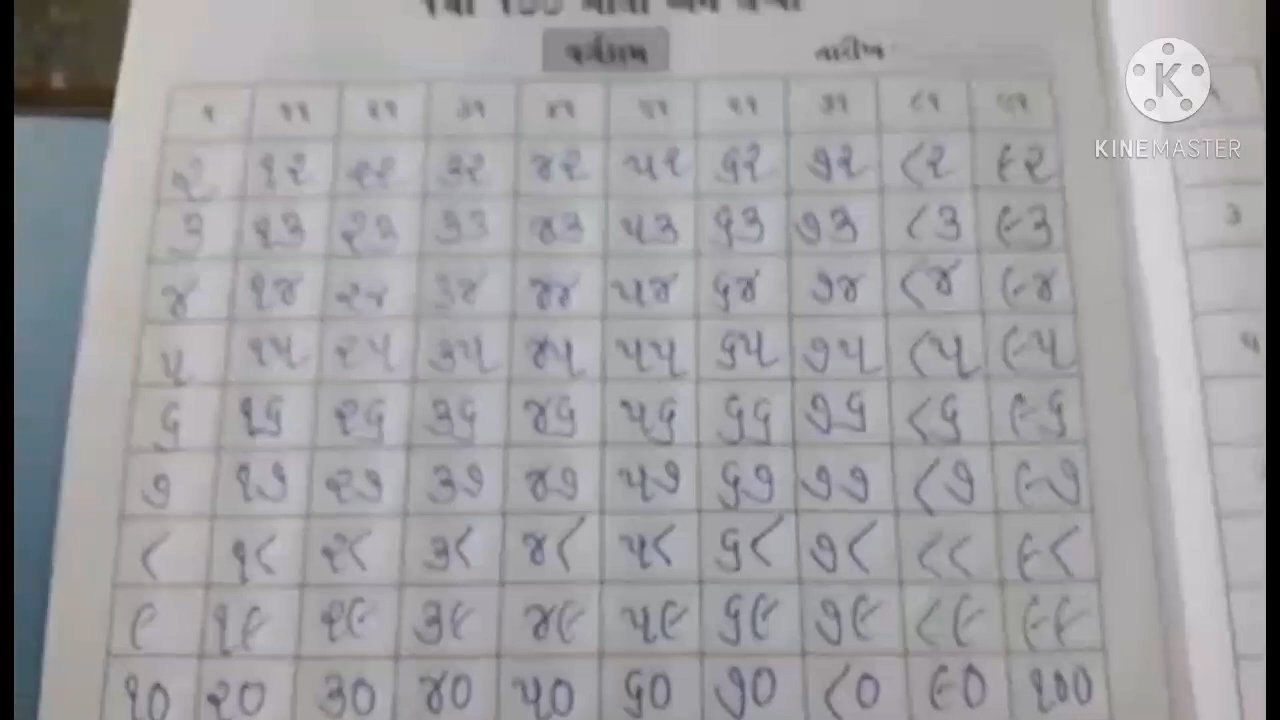 વર્ગકામ તારીખ
KINEMASTER
૧ ૧૧ ૨૧ ૩૧ ૪૧ ૫૧ ૬૧ ૭૧ ૮૧ ૯૧
૨ ૧૨ ૨૨ ૩૨ ૪૨ ૫૨ ૬૨ ૭૨ ૮૨ ૯૨
૩ ૧૩ ૨૩ ૩૩ ૪૩ ૫૩ ૬૩ ૭૩ ૮૩ ૯૩ ૩
૪ ૧૪ ૨૪ ૩૪ ૪૪ ૫૪ ૬૪ ૭૪ ૮૪ ૯૪
૫ ૧૫ ૨૫ ૩૫ ૪૫ ૫૫ ૬૫ ૭૫ ૮૫ ૯૫ ૫
૬ ૧૬ ૨૬ ૩૬ ૪૬ ૫૬ ૬૬ ૭૬ ૮૬ ૯૬
૭ ૧૭ ૨૭ ૩૭ ૪૭ ૫૭ ૬૭ ૭૭ ૮૭ ૯૭
૮ ૧૮ ૨૮ ૩૮ ૪૮ ૫૮ ૬૮ ૭૮ ૮૮ ૯૮
૯ ૧૯ ૨૯ ૩૯ ૪૯ ૫૯ ૬૯ ૭૯ ૮૯ ૯૯
૧૦ ૨૦ ૩૦ ૪૦ ૫૦ ૬૦ ૭૦ ૮૦ ૯૦ ૧૦૦